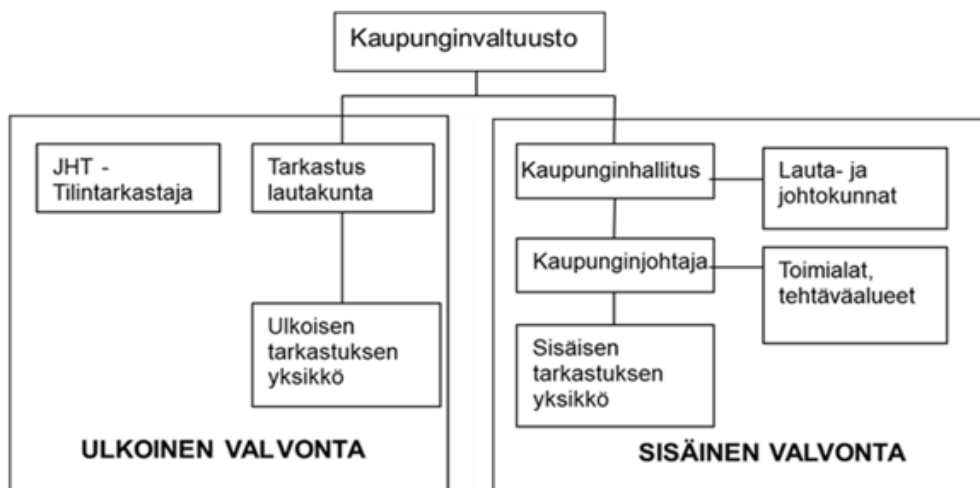 Kaupunginvaltuusto
JHT -
Tilintarkastaja
Tarkastus
lautakunta
Ulkoisen
tarkastuksen
yksikkö
ULKOINEN VALVONTA
Kaupunginhallitus
Lauta- ja
johtokunnat
Kaupunginjohtaja
Toimialat,
tehtäväalueet
Sisäisen
tarkastuksen
yksikkö
SISÄINEN VALVONTA